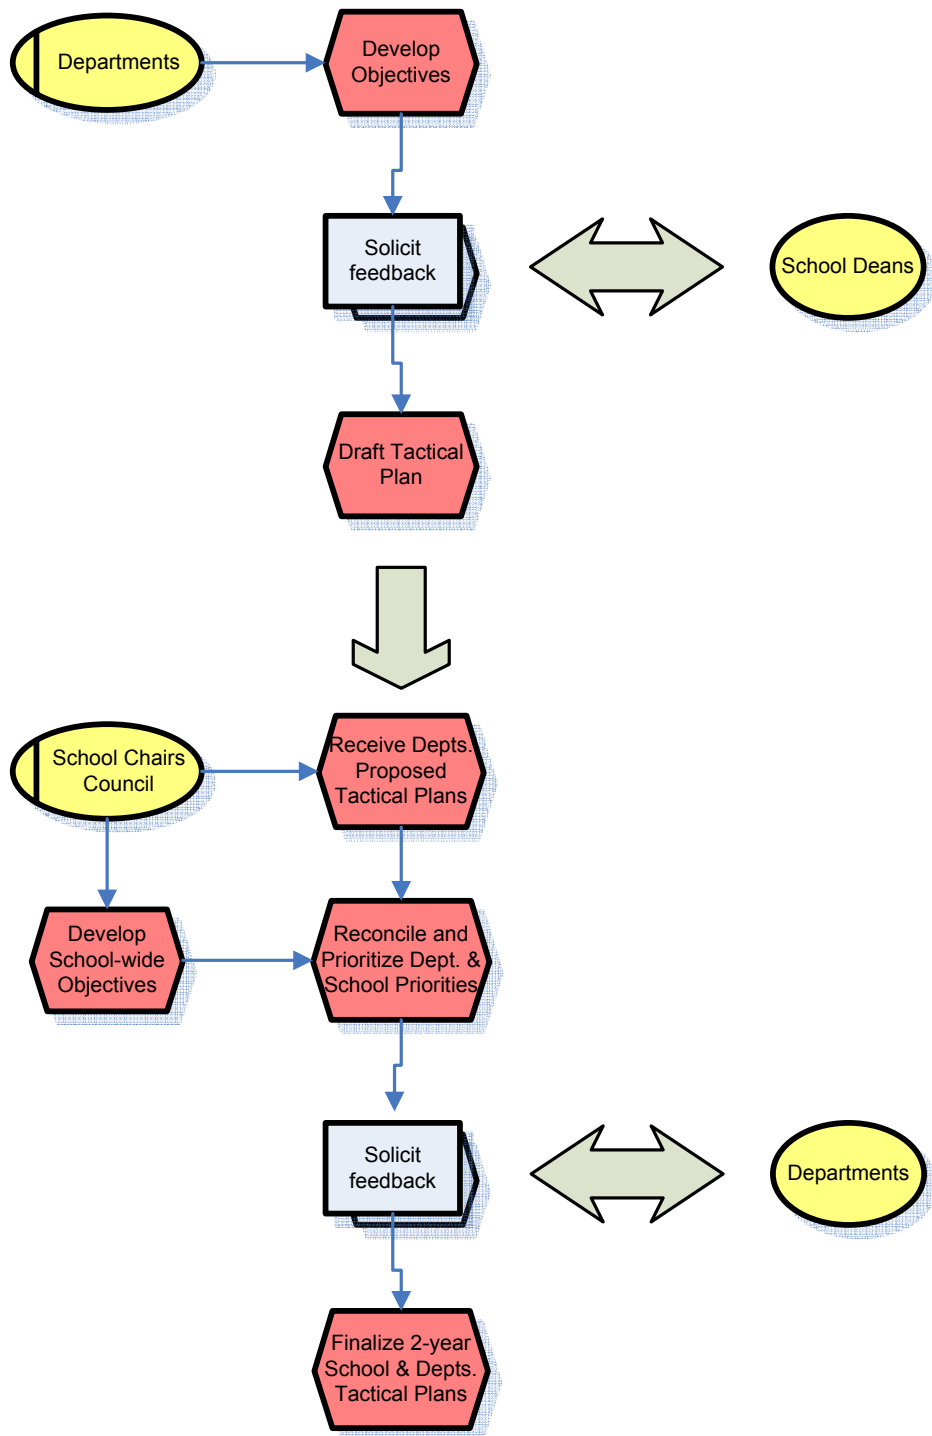 Departments
Develop
Objectives
Solicit
feedback
School Deans
Draft Tactical
Plan
School Chairs
Council
Receive Depts.
Proposed
Tactical Plans
Develop
School-wide
Objectives
Reconcile and
Prioritize Dept. &
School Priorities
Solicit
feedback
Departments
Finalize 2-year
School & Depts.
Tactical Plans